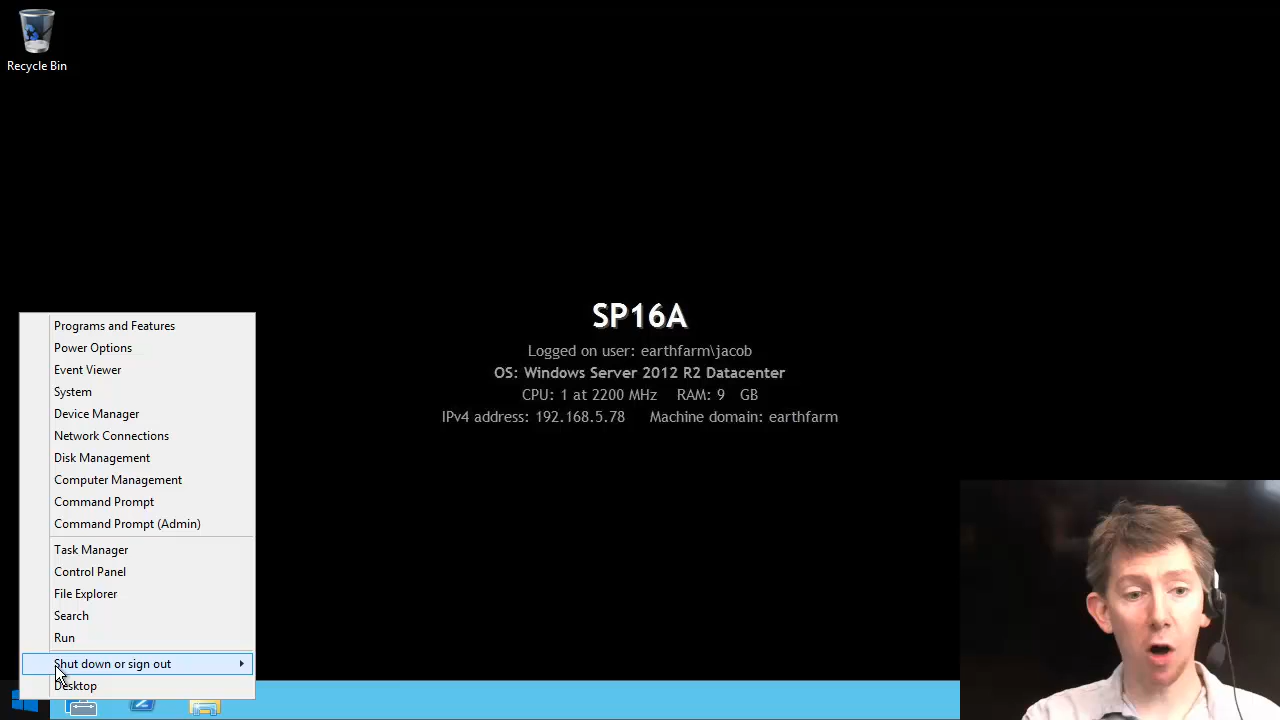 Recycle Bin
SP16A
Logged on user: earthfarm\jacob
OS: Windows Server 2012 R2 Datacenter
CPU: 1 at 2200 MHz RAM: 9 GB
IPv4 address: 192.168.5.78 Machine domain: earthfarm
Programs and Features
Power Options
Event Viewer
System
Device Manager
Network Connections
Disk Management
Computer Management
Command Prompt
Command Prompt (Admin)
Task Manager
Control Panel
File Explorer
Search
Run
Shut down or sign out
Desktop